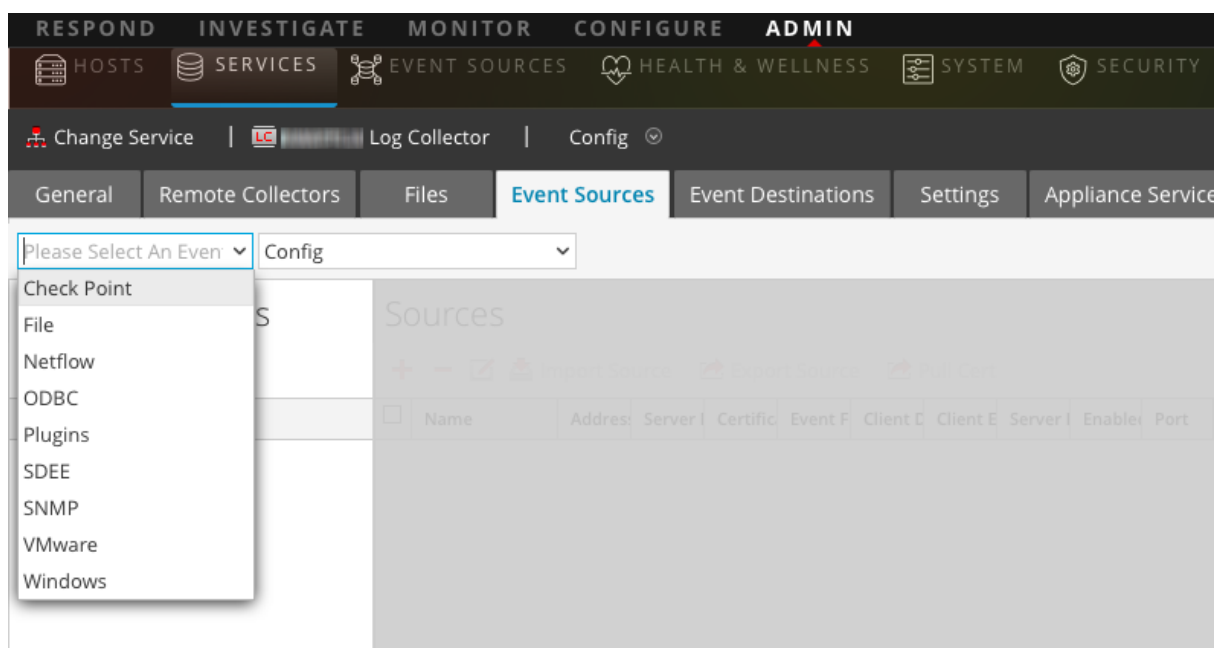 RESPOND INVESTIGATE MONITOR CONFIGURE ADMIN
HOSTS SERVICES EVENT SOURCES HEALTH & WELLNESS SYSTEM SECURITY
Change Service | LC Log Collector | Config
General Remote Collectors Files Event Sources Event Destinations Settings Appliance Service
Please Select An Even Config
Check Point
File
Netflow
ODBC
Plugins
SDEE
SNMP
VMware
Windows
s
Sources
Import Source Export Source Pull Cert
Name Address Server Certific Event F Client D Client E Server Enable Port